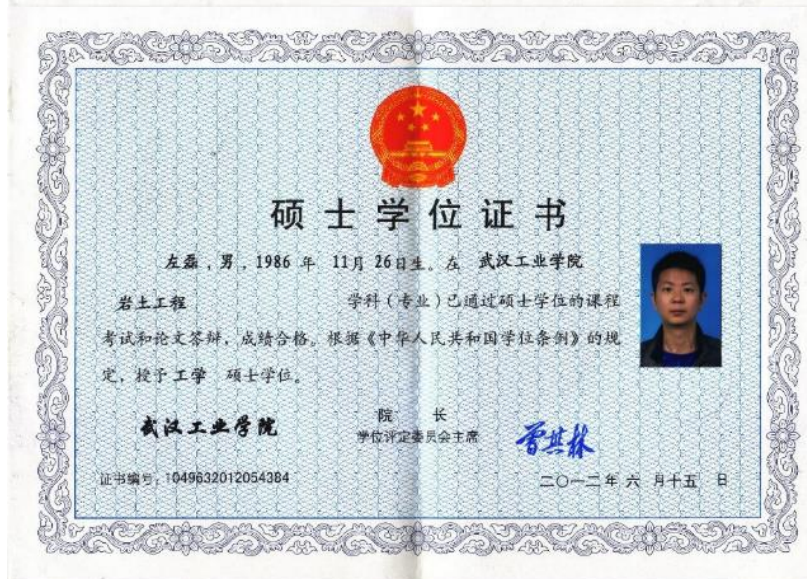 硕士学位证书
左磊，男，1986 年 11月 26日生。在 武汉工业学院
岩土工程 学科（专业）已通过硕士学位的课程
考试和论文答辩，成绩合格。根据《中华人民共和国学位条例》的规
定，授予 工学 硕士学位。
武汉工业学院
院 长
学位评定委员会主席
曾其林
证书编号：1049632012054384
二〇一二年 六 月十五 日